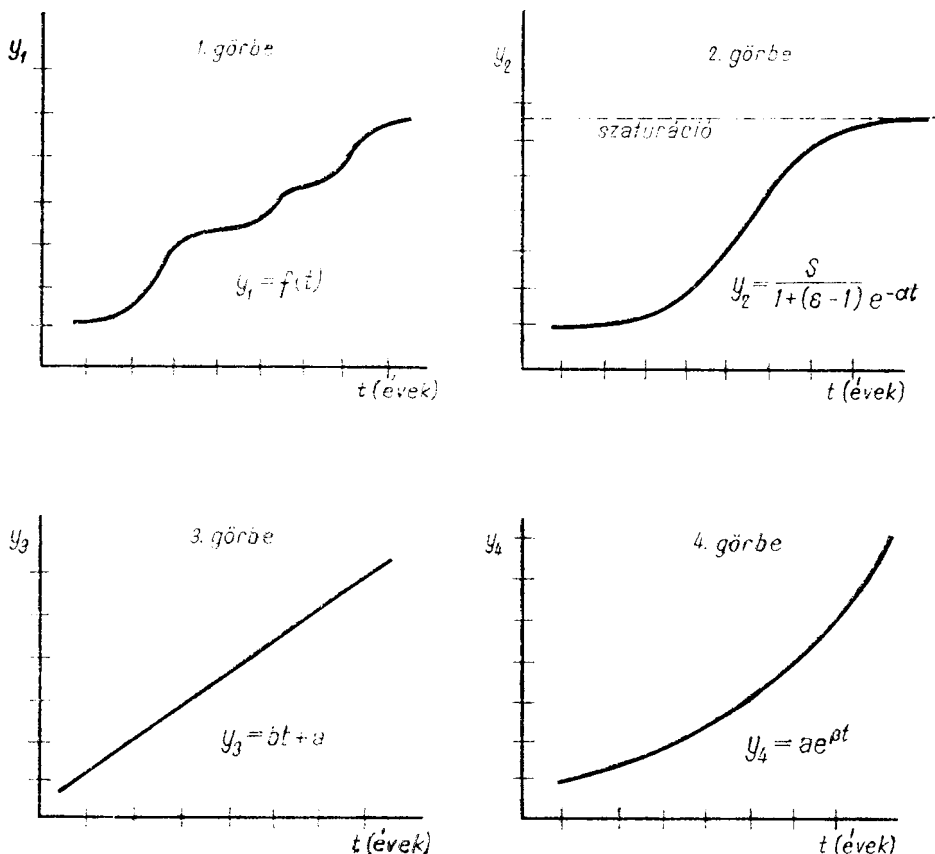 y₁
1. görbe
y₁ = f(t)
t (évek)
y₂
2. görbe
szaturáció
y₂ = S / 1+(ε-1) e^-αt
t (évek)
y₃
3. görbe
y₃ = bt + a
t (évek)
y₄
4. görbe
y₄ = ae^βt
t (évek)